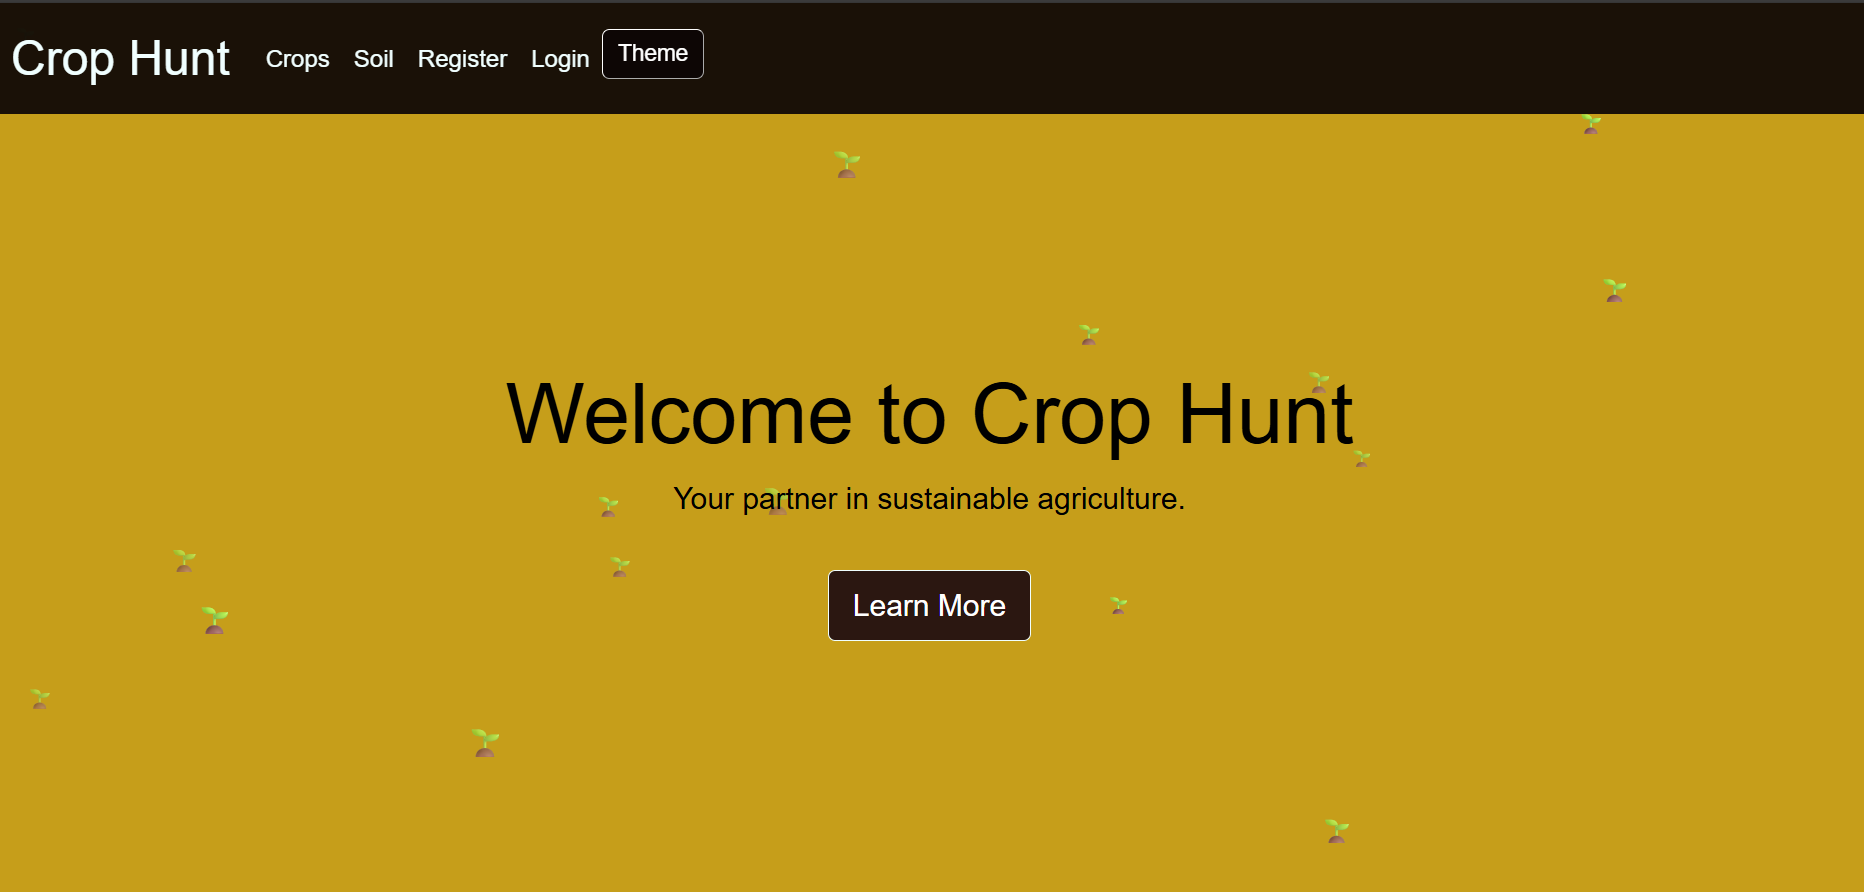 Crop Hunt Crops Soil Register Login Theme
Welcome to Crop Hunt
Your partner in sustainable agriculture.
Learn More